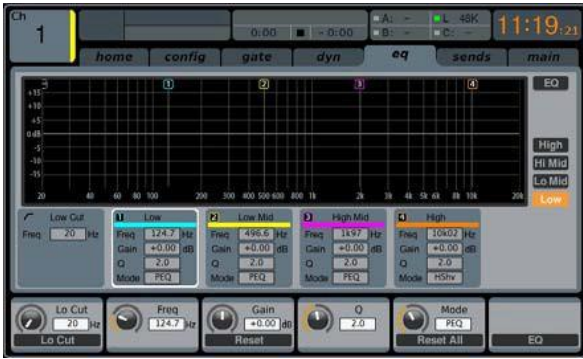 Ch
1
0:00 - 0:00
A: - L 48K
B: - C: -
11:19:21
home config gate dyn eq sends main
1 2 3 4
EQ
+15
+10
+5
0dB
-5
-10
-15
20 40 60 80 100 200 300 400 500 600 800 1k 2k 3k 4k 5k 6k 8k 10k 20k
High
Hi Mid
Lo Mid
Low
Low Cut
Freq 20 Hz
1 Low
Freq 124.7 Hz
Gain +0.00 dB
Q 2.0
Mode PEQ
2 Low Mid
Freq 496.6 Hz
Gain +0.00 dB
Q 2.0
Mode PEQ
3 High Mid
Freq 1k97 Hz
Gain +0.00 dB
Q 2.0
Mode PEQ
4 High
Freq 10k02 Hz
Gain +0.00 dB
Q 2.0
Mode HShv
Lo Cut
20 Hz
Lo Cut
Freq
124.7 Hz
Gain
+0.00 dB
Reset
Q
2.0
Mode
PEQ
Reset All
EQ